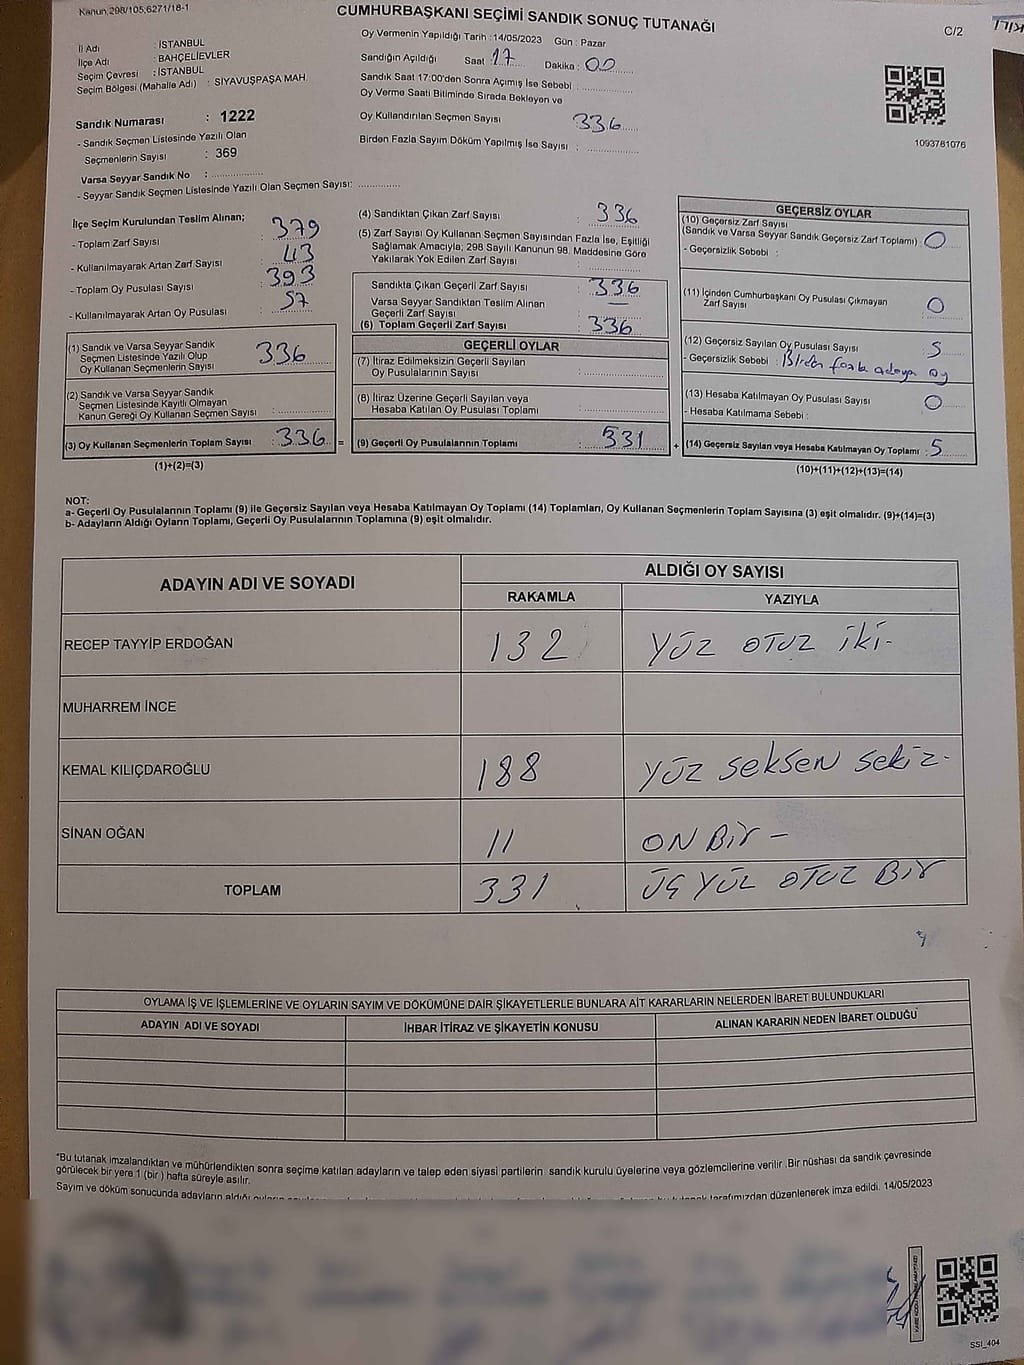 Kanun 298/105,6271/18-1
CUMHURBAŞKANI SEÇİMİ SANDIK SONUÇ TUTANAĞI
C/2
İl Adı : İSTANBUL
İlçe Adı : BAHÇELİEVLER
Seçim Çevresi : İSTANBUL
Seçim Bölgesi (Mahalle Adı) : SİYAVUŞPAŞA MAH.
Sandık Numarası : 1222
- Sandık Seçmen Listesinde Yazılı Olan
Seçmenlerin Sayısı : 369
Varsa Seyyar Sandık No :
- Seyyar Sandık Seçmen Listesinde Yazılı Olan Seçmen Sayısı:
Oy Vermenin Yapıldığı Tarih :14/05/2023 Gün : Pazar
Sandığın Açıldığı Saat 17 Dakika : 00
Sandık Saat 17:00'den Sonra Açımış İse Sebebi :
Oy Verme Saati Bitiminde Sırada Bekleyen ve
Oy Kullandırılan Seçmen Sayısı 336
Birden Fazla Sayım Döküm Yapılmış İse Sayısı :
1093781076
İlçe Seçim Kurulundan Teslim Alınan;
- Toplam Zarf Sayısı : 379
- Kullanılmayarak Artan Zarf Sayısı : 43
- Toplam Oy Pusulası Sayısı : 393
- Kullanılmayarak Artan Oy Pusulası : 57
(1) Sandık ve Varsa Seyyar Sandık
Seçmen Listesinde Yazılı Olup
Oy Kullanan Seçmenlerin Sayısı 336
(2) Sandık ve Varsa Seyyar Sandık
Seçmen Listesinde Kayıtlı Olmayan
Kanun Gereği Oy Kullanan Seçmen Sayısı :
(3) Oy Kullanan Seçmenlerin Toplam Sayısı : 336 =
(1)+(2)=(3)
(4) Sandıktan Çıkan Zarf Sayısı : 336
(5) Zarf Sayısı Oy Kullanan Seçmen Sayısından Fazla İse, Eşitliği
Sağlamak Amacıyla; 298 Sayılı Kanunun 98. Maddesine Göre
Yakılarak Yok Edilen Zarf Sayısı :
Sandıkta Çıkan Geçerli Zarf Sayısı : 336
Varsa Seyyar Sandıktan Teslim Alınan
Geçerli Zarf Sayısı : —
(6) Toplam Geçerli Zarf Sayısı : 336
GEÇERLİ OYLAR
(7) İtiraz Edilmeksizin Geçerli Sayılan
Oy Pusulalarının Sayısı :
(8) İtiraz Üzerine Geçerli Sayılan veya
Hesaba Katılan Oy Pusulası Toplamı :
(9) Geçerli Oy Pusulalarının Toplamı : 331 +
GEÇERSİZ OYLAR
(10) Geçersiz Zarf Sayısı
(Sandık ve Varsa Seyyar Sandık Geçersiz Zarf Toplamı) : 0
- Geçersizlik Sebebi :
(11) İçinden Cumhurbaşkanı Oy Pusulası Çıkmayan
Zarf Sayısı 0
(12) Geçersiz Sayılan Oy Pusulası Sayısı 5
- Geçersizlik Sebebi : Birden fazla adaya oy
(13) Hesaba Katılmayan Oy Pusulası Sayısı 0
- Hesaba Katılmama Sebebi :
(14) Geçersiz Sayılan veya Hesaba Katılmayan Oy Toplamı : 5
(10)+(11)+(12)+(13)=(14)
NOT:
a- Geçerli Oy Pusulalarının Toplamı (9) ile Geçersiz Sayılan veya Hesaba Katılmayan Oy Toplamı (14) Toplamları, Oy Kullanan Seçmenlerin Toplam Sayısına (3) eşit olmalıdır. (9)+(14)=(3)
b- Adayların Aldığı Oyların Toplamı, Geçerli Oy Pusulalarının Toplamına (9) eşit olmalıdır.
ADAYIN ADI VE SOYADI
ALDIĞI OY SAYISI
RAKAMLA YAZIYLA
RECEP TAYYİP ERDOĞAN 132 YÜZ OTUZ İKİ-
MUHARREM İNCE
KEMAL KILIÇDAROĞLU 188 YÜZ SEKSEN SEKİZ-
SİNAN OĞAN 11 ON BİR -
TOPLAM 331 ÜÇ YÜZ OTUZ BİR
OYLAMA İŞ VE İŞLEMLERİNE VE OYLARIN SAYIM VE DÖKÜMÜNE DAİR ŞİKAYETLERLE BUNLARA AİT KARARLARIN NELERDEN İBARET BULUNDUKLARI
ADAYIN ADI VE SOYADI İHBAR İTİRAZ VE ŞİKAYETİN KONUSU ALINAN KARARIN NEDEN İBARET OLDUĞU
*Bu tutanak imzalandıktan ve mühürlendikten sonra seçime katılan adayların ve talep eden siyasi partilerin sandık kurulu üyelerine veya gözlemcilerine verilir. Bir nüshası da sandık çevresinde
görülecek bir yere 1 (bir) hafta süreyle asılır.
Sayım ve döküm sonucunda adayların aldığı tarafımızdan düzenlenerek imza edildi. 14/05/2023
SSI_404